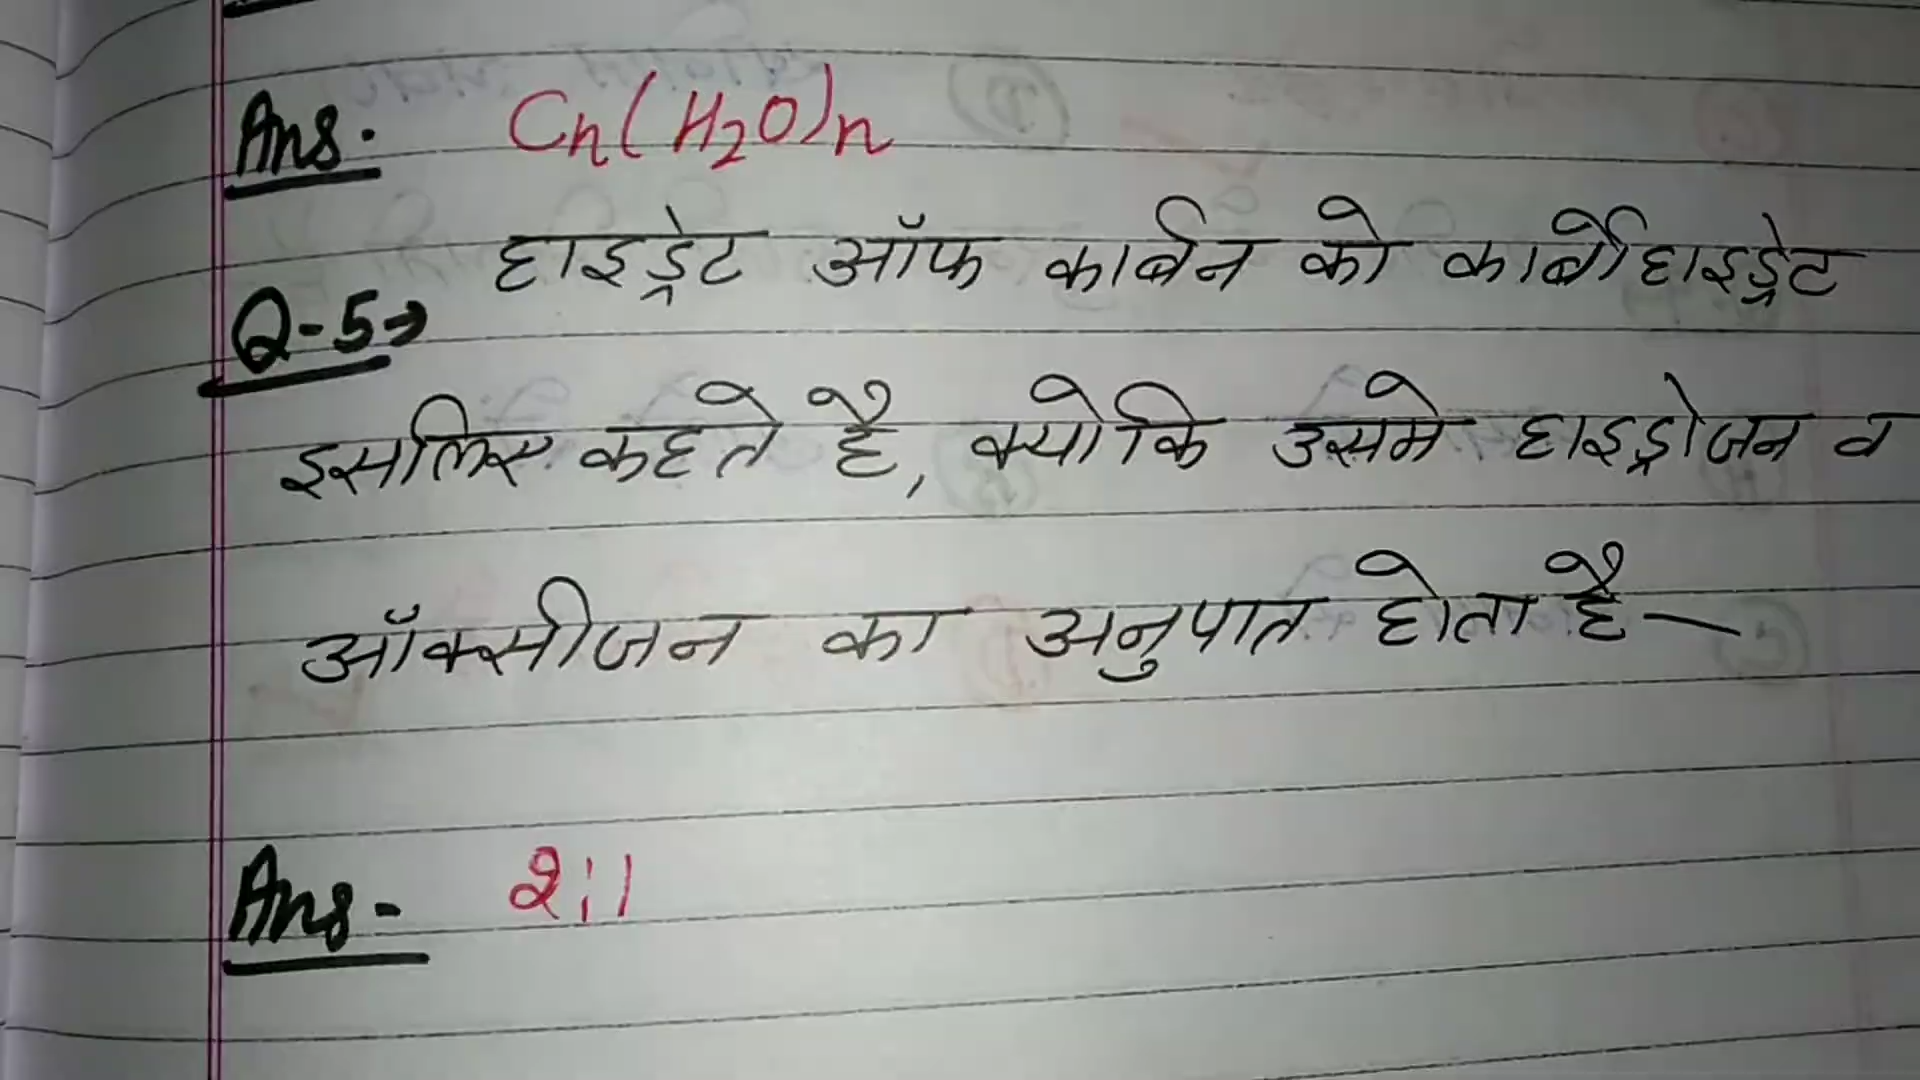 Ans. Cn(H2O)n
हाइड्रेट ऑफ कार्बन को कार्बोहाइड्रेट
Q-5→
इसलिए कहते है, क्योकि उसमे हाइड्रोजन व
ऑक्सीजन का अनुपात होता है—
Ans- 2:1